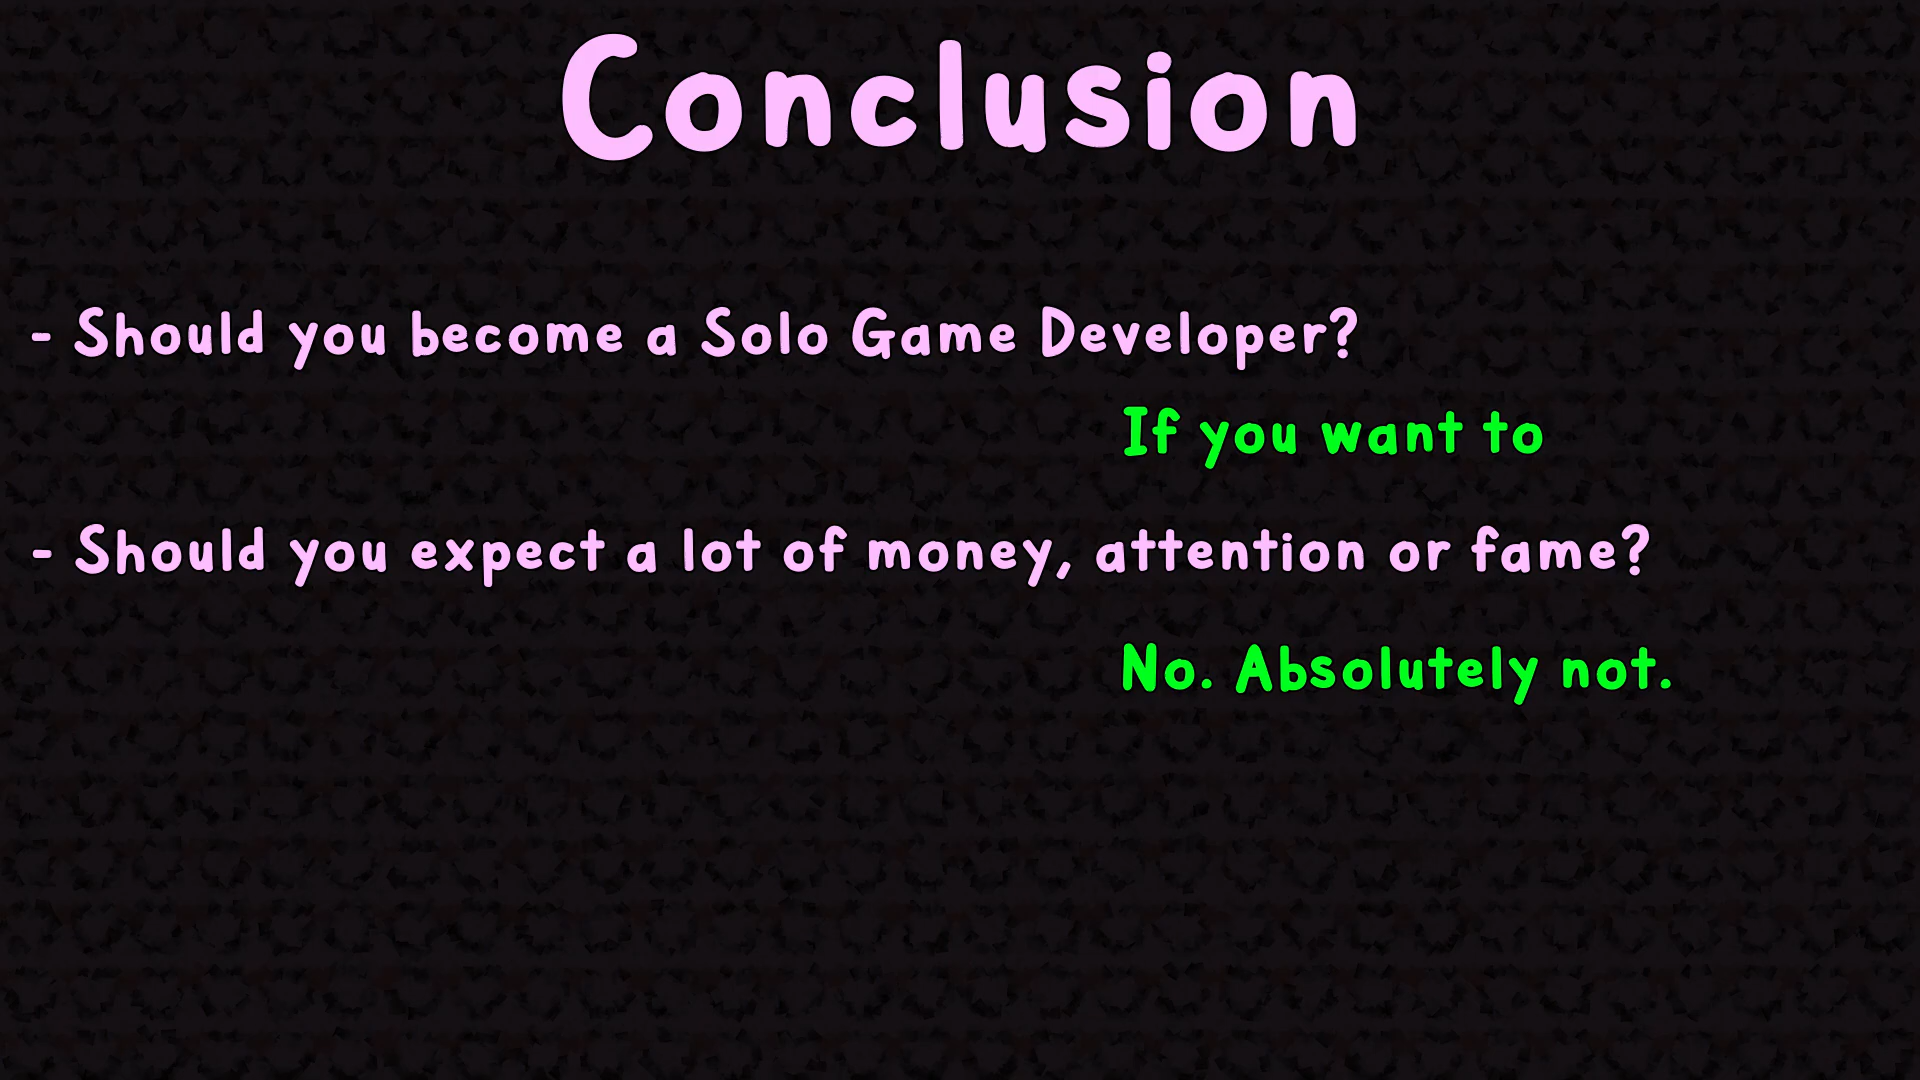 Conclusion
- Should you become a Solo Game Developer?
If you want to
- Should you expect a lot of money, attention or fame?
No. Absolutely not.